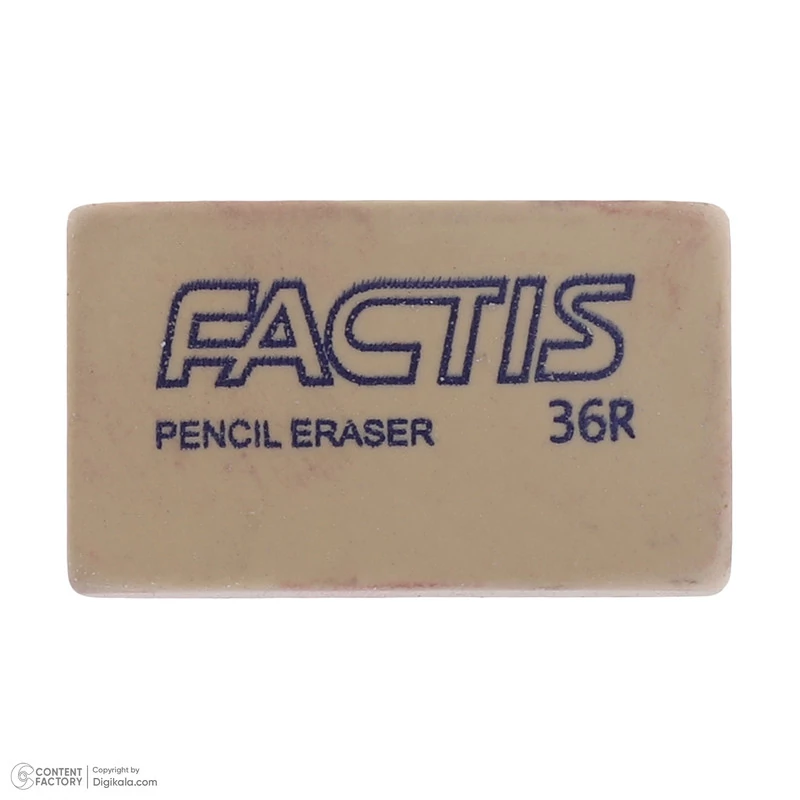 FACTIS
PENCIL ERASER 36R
CONTENT FACTORY
Copyright by
Digikala.com